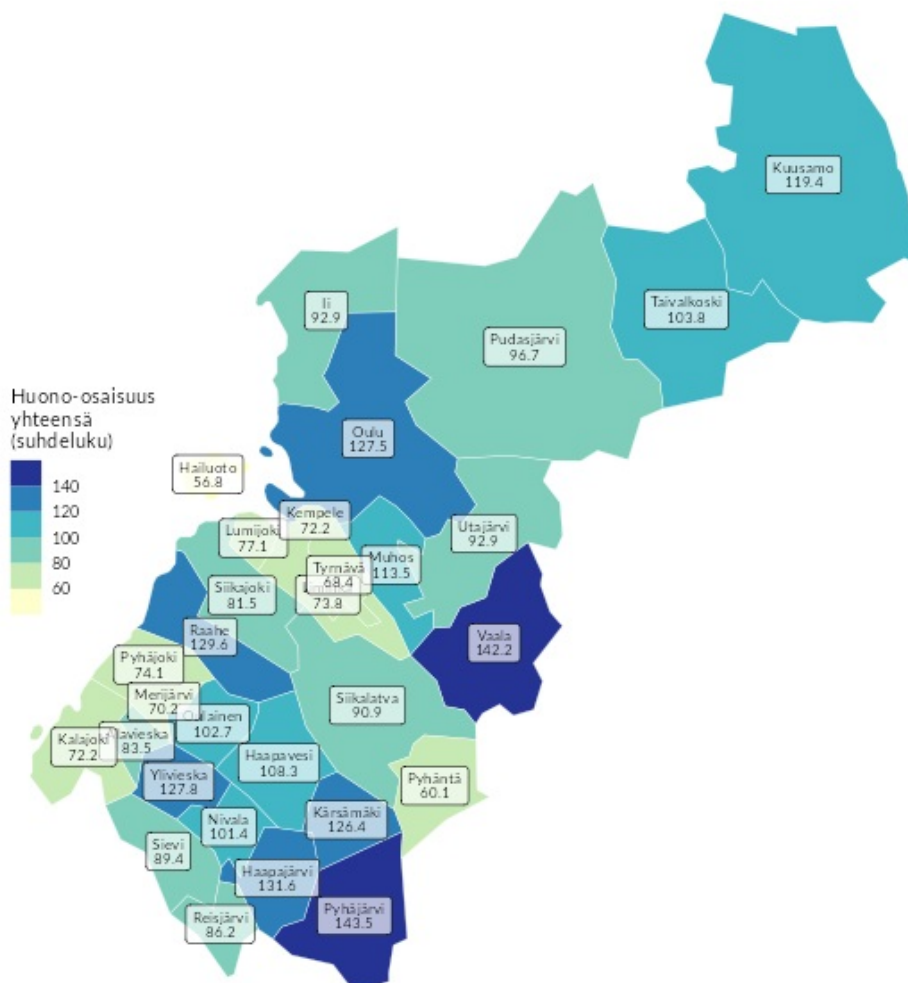 Kuusamo
119.4
Taivalkoski
103.8
Ii
92.9
Pudasjärvi
96.7
Huono-osaisuus
yhteensä
(suhdeluku)
140
120
100
80
60
Oulu
127.5
Hailuoto
56.8
Kempele
72.2
Utajärvi
92.9
Lumijoki
77.1
Muhos
113.5
Tyrnävä
68.4
73.8
Siikajoki
81.5
Vaala
142.2
Raahe
129.6
Pyhäjoki
74.1
Siikalatva
90.9
Merijärvi
70.2
Oulainen
102.7
Kalajoki
72.2
Alavieska
83.5
Haapavesi
108.3
Ylivieska
127.8
Pyhäntä
60.1
Kärsämäki
126.4
Nivala
101.4
Sievi
89.4
Haapajärvi
131.6
Reisjärvi
86.2
Pyhäjärvi
143.5